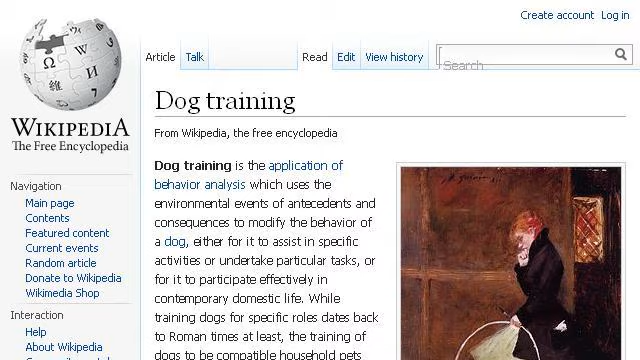 Create account Log in
Article Talk Read Edit View history Search
WIKIPEDIA
The Free Encyclopedia
Navigation
Main page
Contents
Featured content
Current events
Random article
Donate to Wikipedia
Wikimedia Shop
Interaction
Help
About Wikipedia
Dog training
From Wikipedia, the free encyclopedia
Dog training is the application of
behavior analysis which uses the
environmental events of antecedents and
consequences to modify the behavior of
a dog, either for it to assist in specific
activities or undertake particular tasks, or
for it to participate effectively in
contemporary domestic life. While
training dogs for specific roles dates back
to Roman times at least, the training of
dogs to be compatible household pets